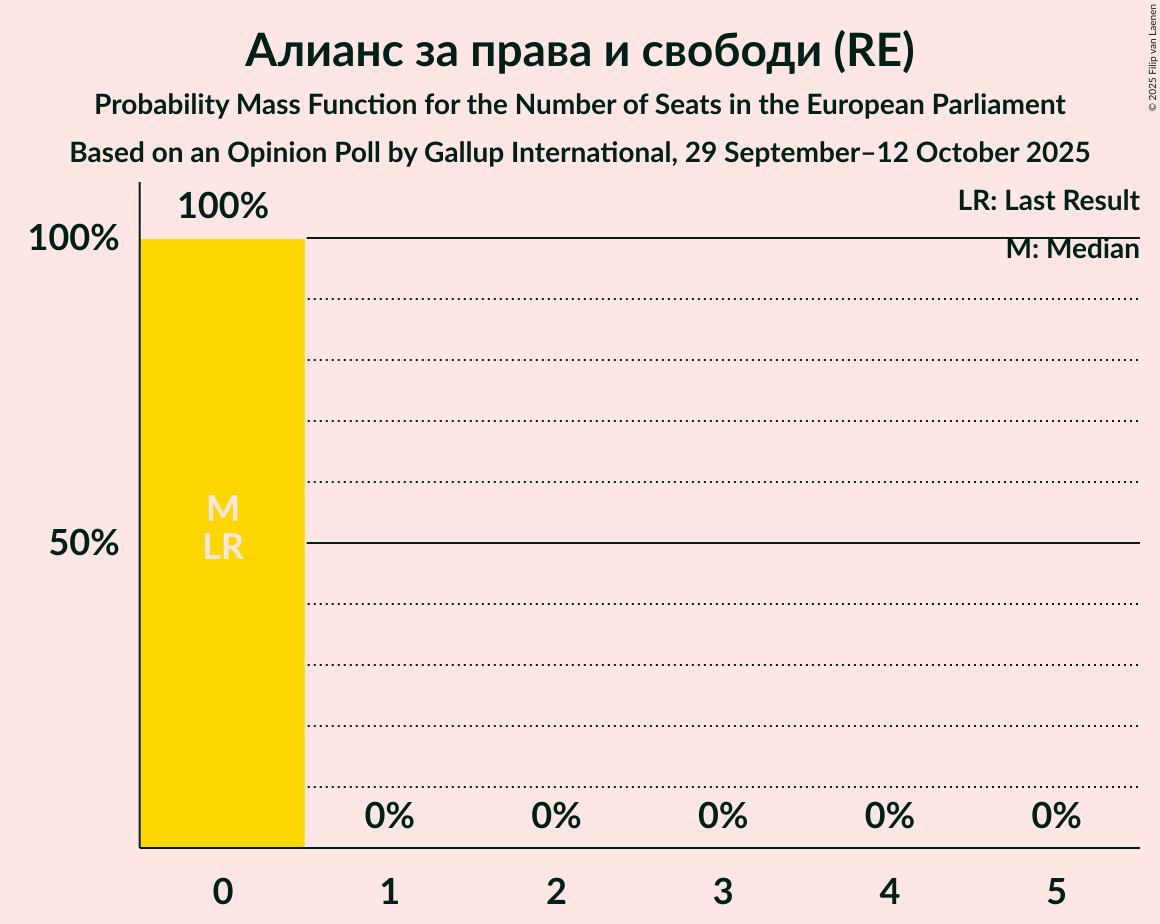 Алианс за права и свободи (RE)
Probability Mass Function for the Number of Seats in the European Parliament
Based on an Opinion Poll by Gallup International, 29 September–12 October 2025
© 2025 Filip van Laenen
LR: Last Result
M: Median
100%
100%
50%
M
LR
0%
0%
0%
0%
0%
0
1
2
3
4
5